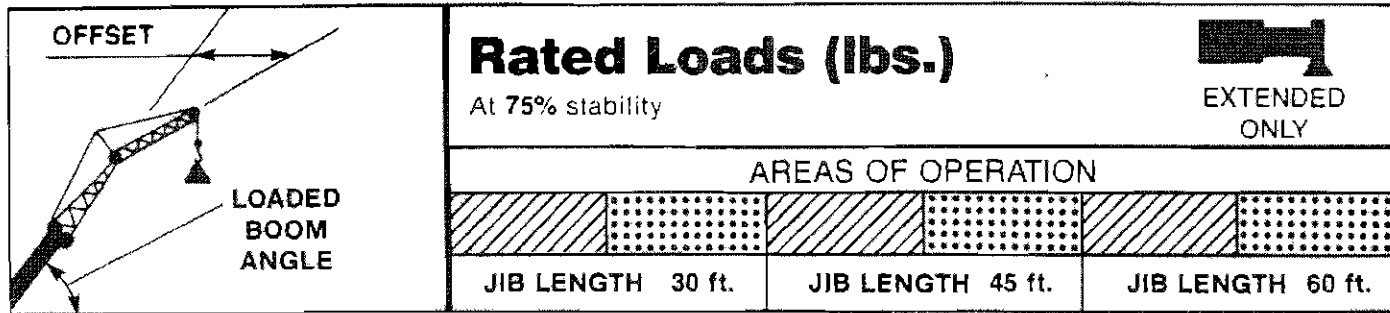 OFFSET
LOADED
BOOM
ANGLE
Rated Loads (lbs.)
At 75% stability
EXTENDED
ONLY
AREAS OF OPERATION
JIB LENGTH 30 ft.
JIB LENGTH 45 ft.
JIB LENGTH 60 ft.